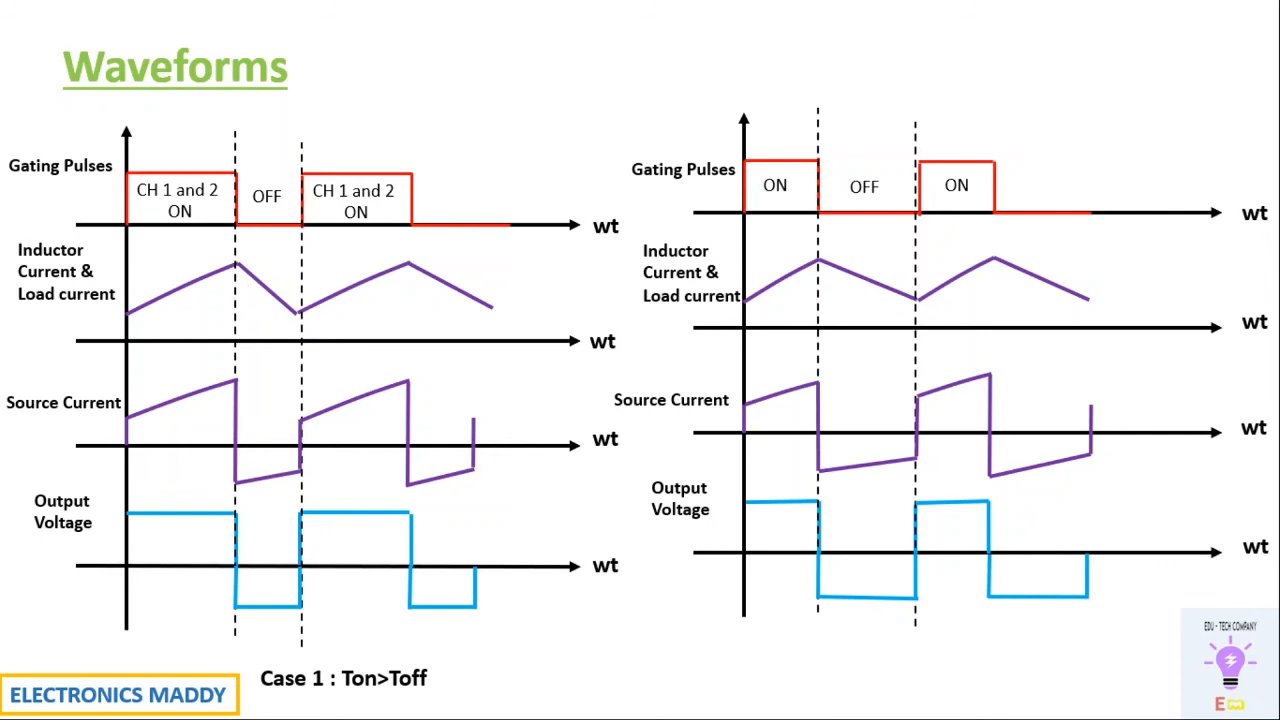 Waveforms
Gating Pulses
CH 1 and 2
ON
OFF
CH 1 and 2
ON
wt
Inductor
Current &
Load current
wt
Source Current
wt
Output
Voltage
wt
Case 1 : Ton>Toff
Gating Pulses
ON
OFF
ON
wt
Inductor
Current &
Load current
wt
Source Current
wt
Output
Voltage
wt
ELECTRONICS MADDY
EDU - TECH COMPANY
Em